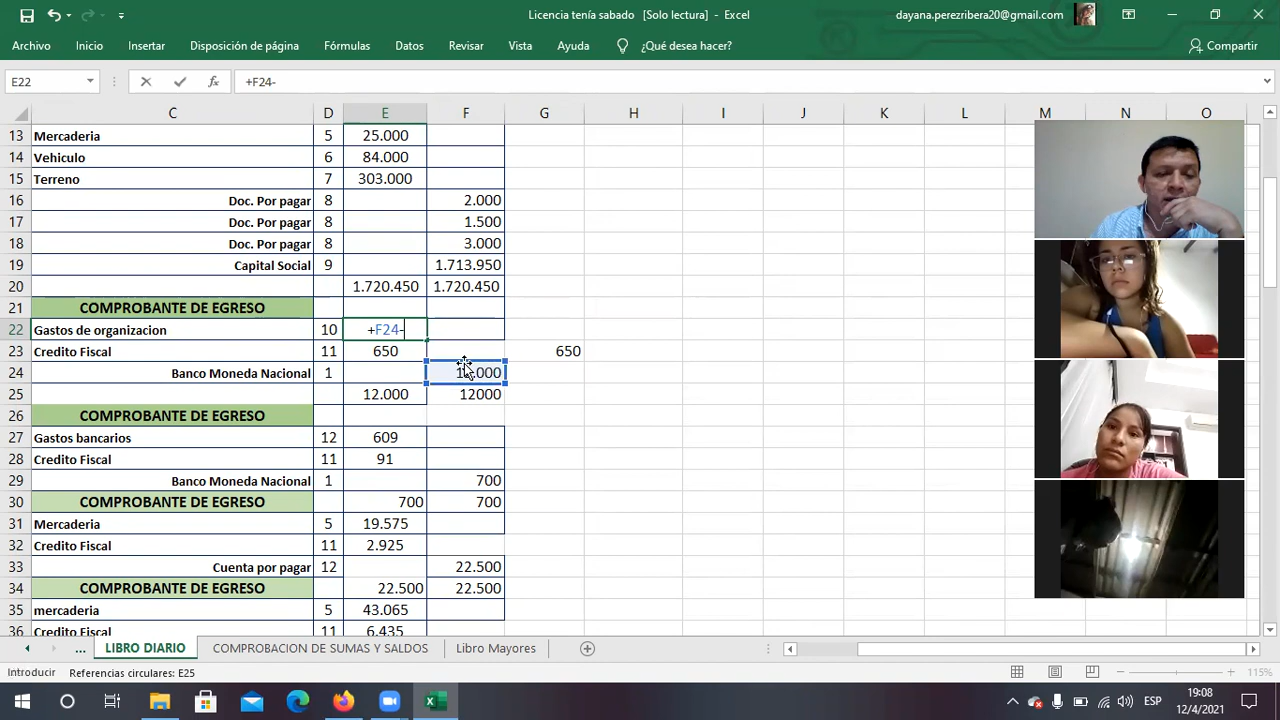 Licencia tenía sabado [Solo lectura] - Excel
dayana.perezribera20@gmail.com
Archivo Inicio Insertar Disposición de página Fórmulas Datos Revisar Vista Ayuda ¿Qué desea hacer? Compartir
E22 fx +F24-
C D E F G H I J K L M N O
13 Mercaderia 5 25.000
14 Vehiculo 6 84.000
15 Terreno 7 303.000
16 Doc. Por pagar 8 2.000
17 Doc. Por pagar 8 1.500
18 Doc. Por pagar 8 3.000
19 Capital Social 9 1.713.950
20 1.720.450 1.720.450
21 COMPROBANTE DE EGRESO
22 Gastos de organizacion 10 +F24-
23 Credito Fiscal 11 650 650
24 Banco Moneda Nacional 1
25 12.000 12000
26 COMPROBANTE DE EGRESO
27 Gastos bancarios 12 609
28 Credito Fiscal 11 91
29 Banco Moneda Nacional 1 700
30 COMPROBANTE DE EGRESO 700 700
31 Mercaderia 5 19.575
32 Credito Fiscal 11 2.925
33 Cuenta por pagar 12 22.500
34 COMPROBANTE DE EGRESO 22.500 22.500
35 mercaderia 5 43.065
36 Credito Fiscal 11 6.435
... LIBRO DIARIO COMPROBACION DE SUMAS Y SALDOS Libro Mayores
Introducir Referencias circulares: E25 115%
ESP 19:08
12/4/2021